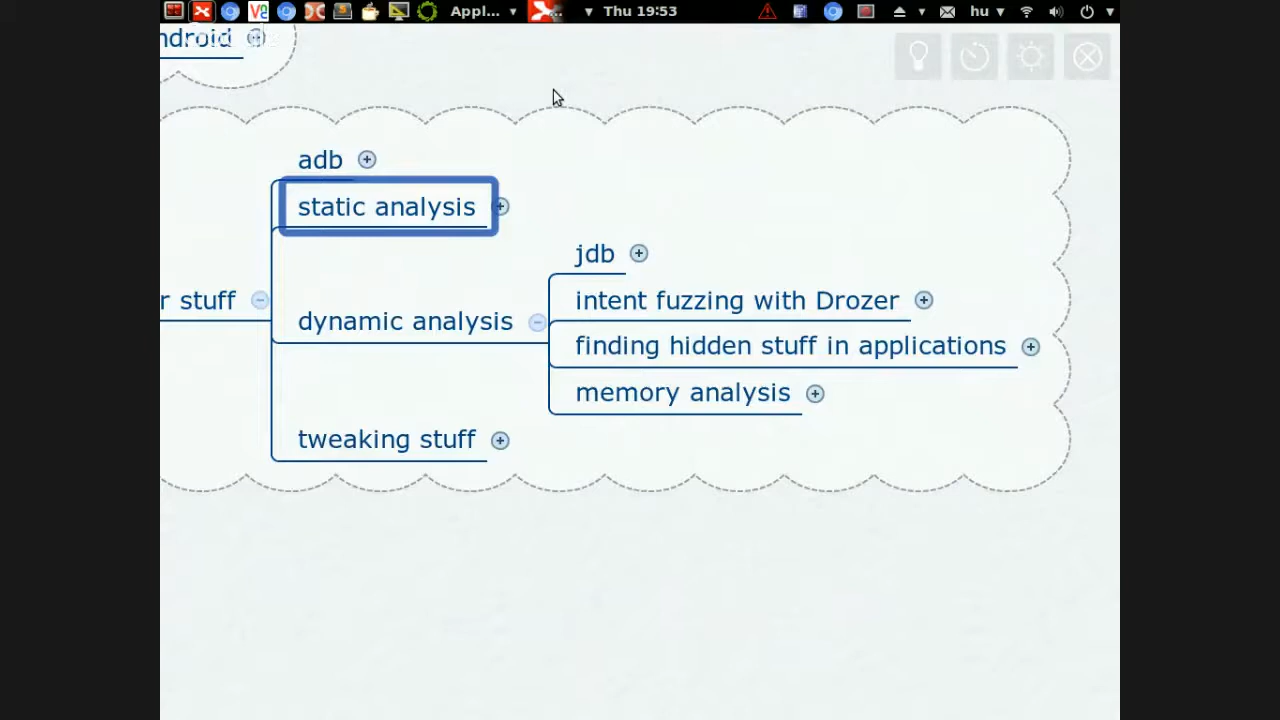 Appl... Thu 19:53 hu
ndroid
adb
static analysis
jdb
r stuff
intent fuzzing with Drozer
dynamic analysis
finding hidden stuff in applications
memory analysis
tweaking stuff